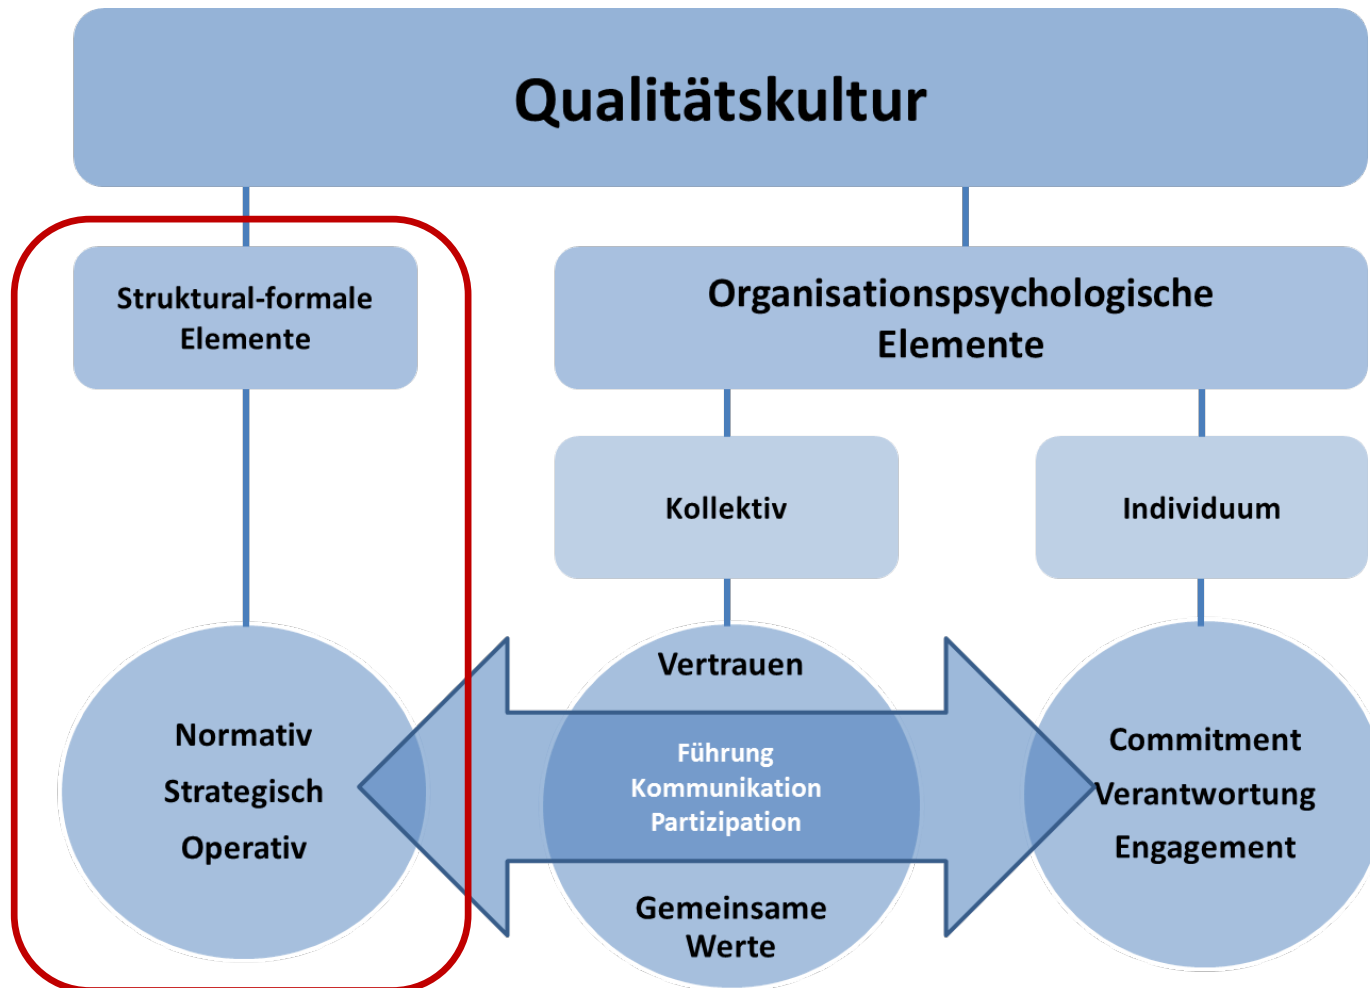 Qualitätskultur
Struktural-formale
Elemente
Organisationspsychologische
Elemente
Kollektiv
Individuum
Normativ
Strategisch
Operativ
Vertrauen
Führung
Kommunikation
Partizipation
Gemeinsame
Werte
Commitment
Verantwortung
Engagement